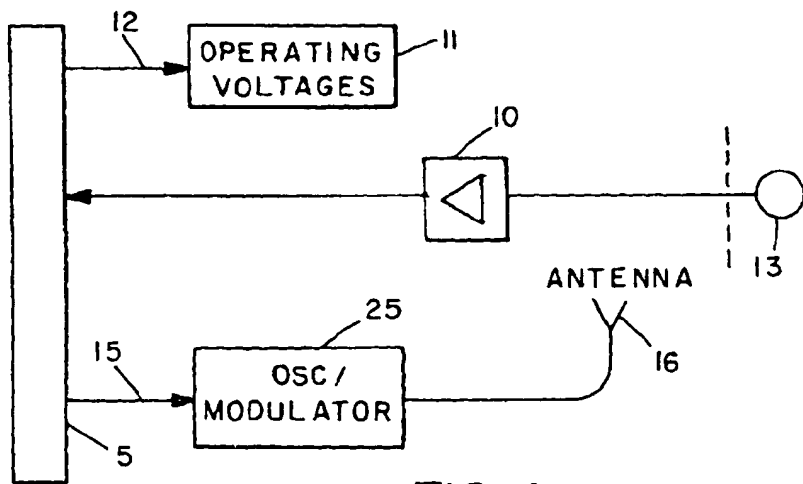 12
OPERATING
VOLTAGES
11
10
13
ANTENNA
16
25
15
OSC/
MODULATOR
5